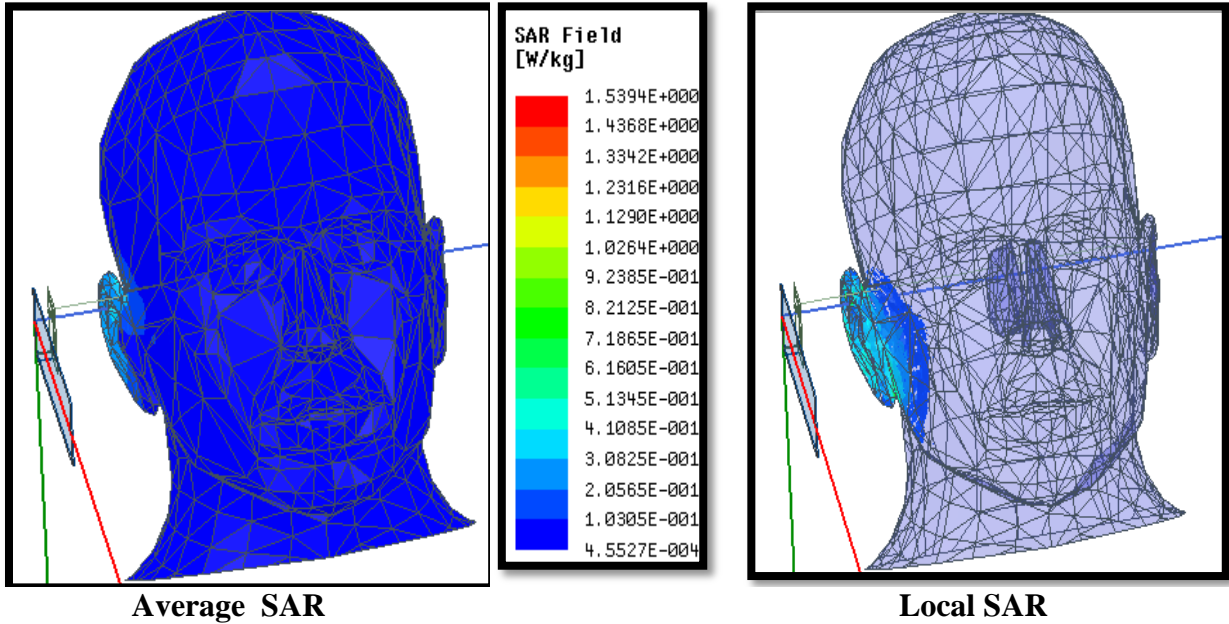 SAR Field
[W/kg]
1.5394E+000
1.4368E+000
1.3342E+000
1.2316E+000
1.1290E+000
1.0264E+000
9.2385E-001
8.2125E-001
7.1865E-001
6.1605E-001
5.1345E-001
4.1085E-001
3.0825E-001
2.0565E-001
1.0305E-001
4.5527E-004
Average SAR
Local SAR